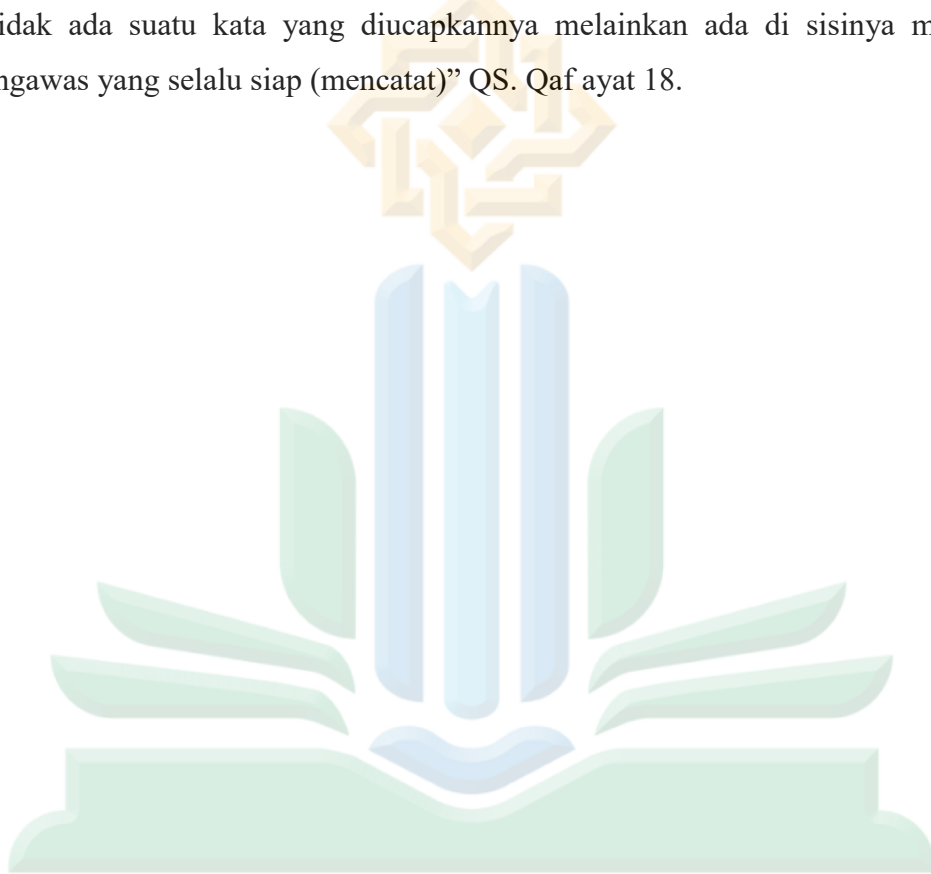 idak ada suatu kata yang diucapkannya melainkan ada di sisinya m
ngawas yang selalu siap (mencatat)” QS. Qaf ayat 18.